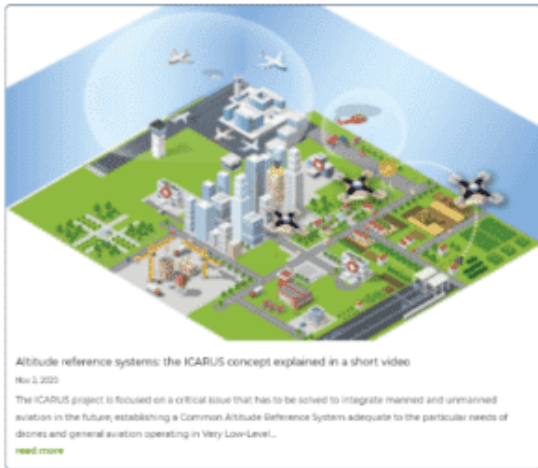 Altitude reference systems: the ICARUS concept explained in a short video
Nov 2, 2020
The ICARUS project is focused on a critical issue that has to be solved to integrate manned and unmanned
aviation in the future; establishing a Common Altitude Reference System adequate to the particular needs of
drones and general aviation operating in Very Low-Level...
read more